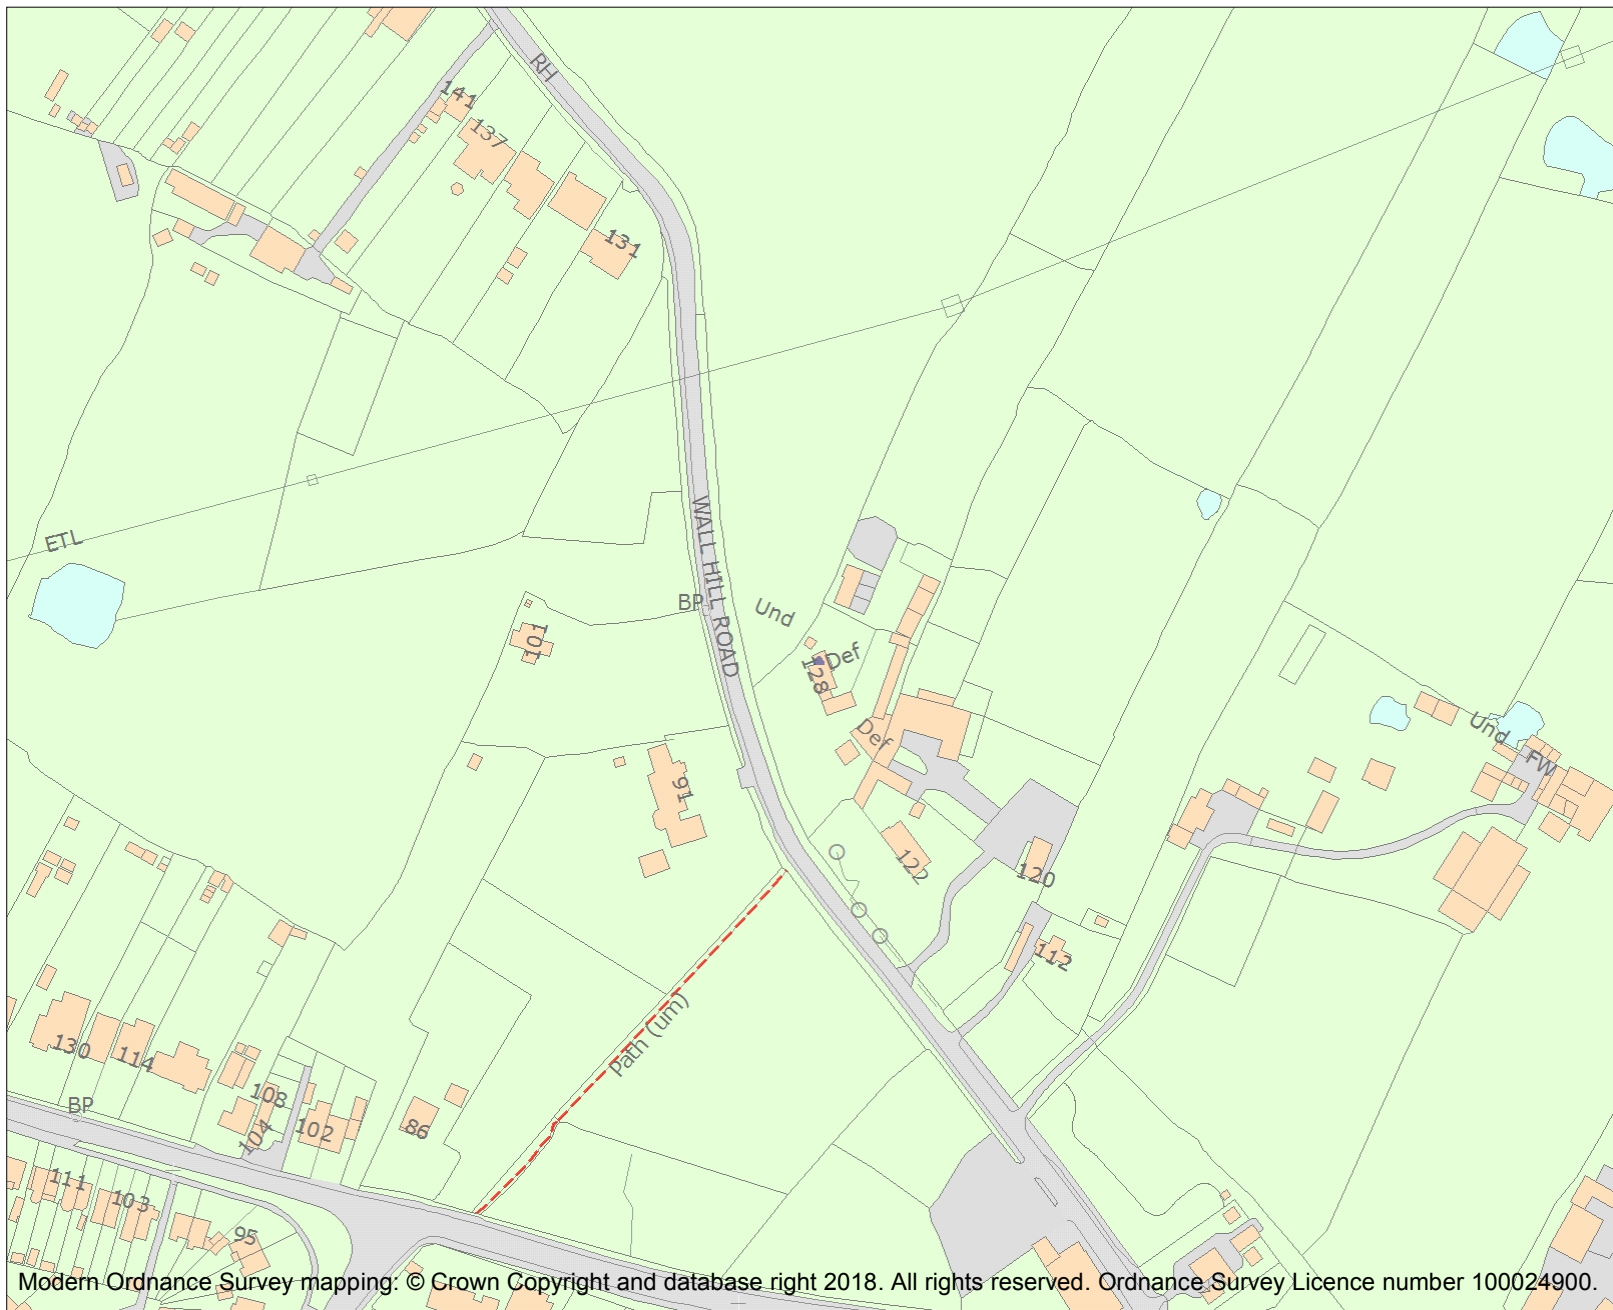 RH
141
137
131
ETL
WALL HILL ROAD
BP
Und
101
Def
128
Def
Und
FW
91
122
120
112
Path (um)
130
114
BP
108
104
102
86
111
103
95
Modern Ordnance Survey mapping: © Crown Copyright and database right 2018. All rights reserved. Ordnance Survey Licence number 100024900.